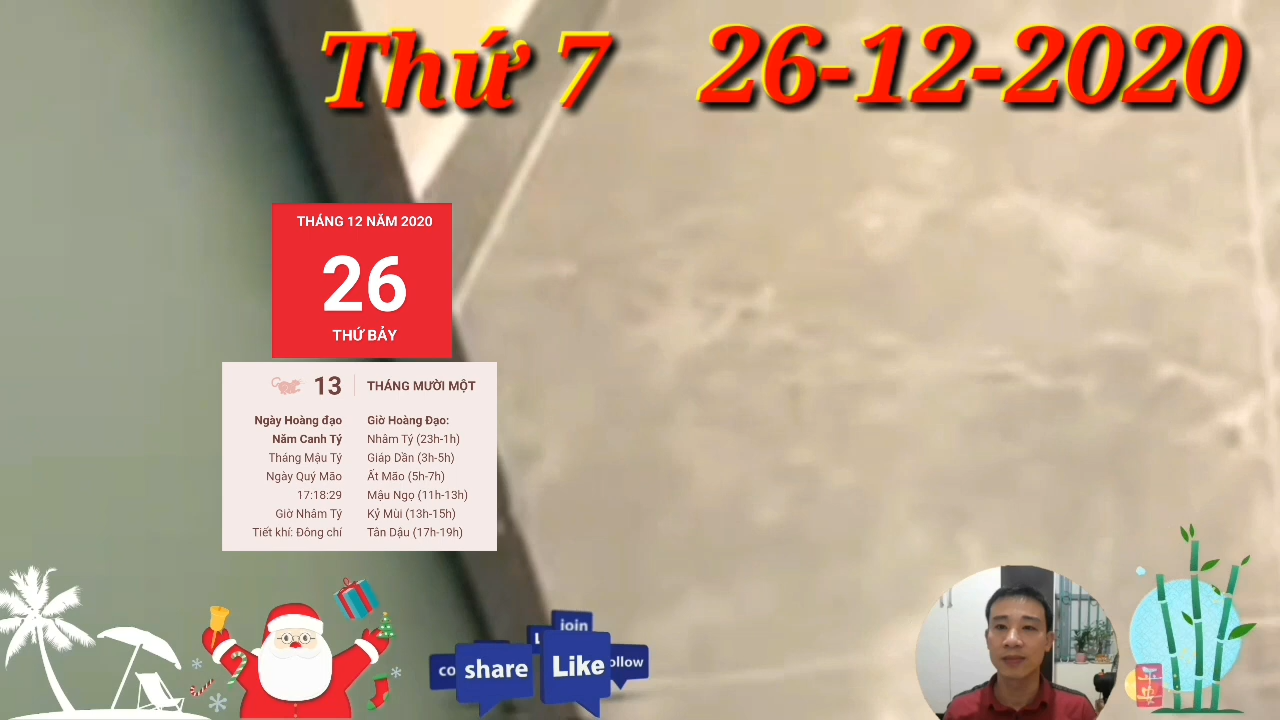 Thứ 7 26-12-2020
THÁNG 12 NĂM 2020
26
THỨ BẢY
13 THÁNG MƯỜI MỘT
Ngày Hoàng đạo
Năm Canh Tý
Tháng Mậu Tý
Ngày Quý Mão
17:18:29
Giờ Nhâm Tý
Tiết khí: Đông chí
Giờ Hoàng Đạo:
Nhâm Tý (23h-1h)
Giáp Dần (3h-5h)
Ất Mão (5h-7h)
Mậu Ngọ (11h-13h)
Kỷ Mùi (13h-15h)
Tân Dậu (17h-19h)
join
share
Like